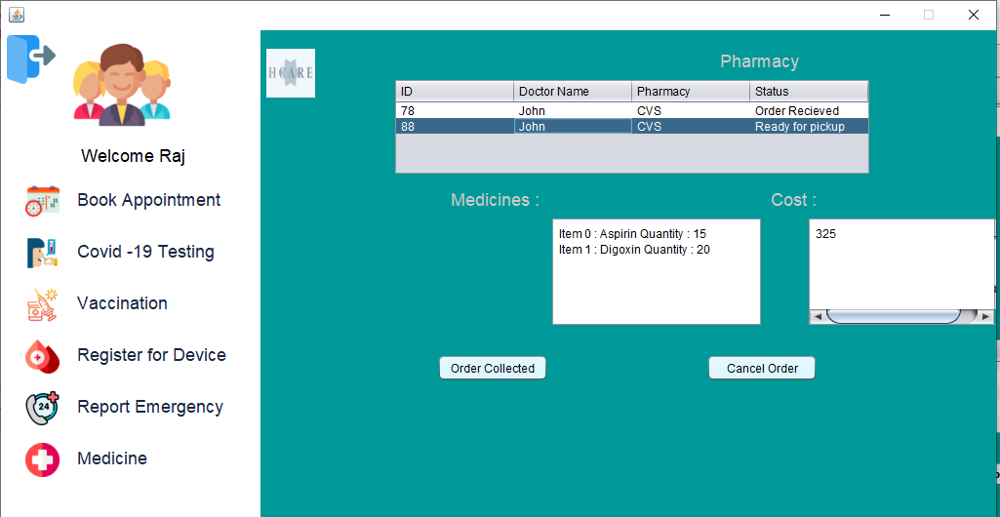 HCARE
Pharmacy
ID Doctor Name Pharmacy Status
78 John CVS Order Recieved
88 John CVS Ready for pickup
Welcome Raj
Book Appointment
Covid -19 Testing
Vaccination
Register for Device
24
Report Emergency
Medicine
Medicines :
Item 0 : Aspirin Quantity : 15
Item 1 : Digoxin Quantity : 20
Cost :
325
Order Collected
Cancel Order